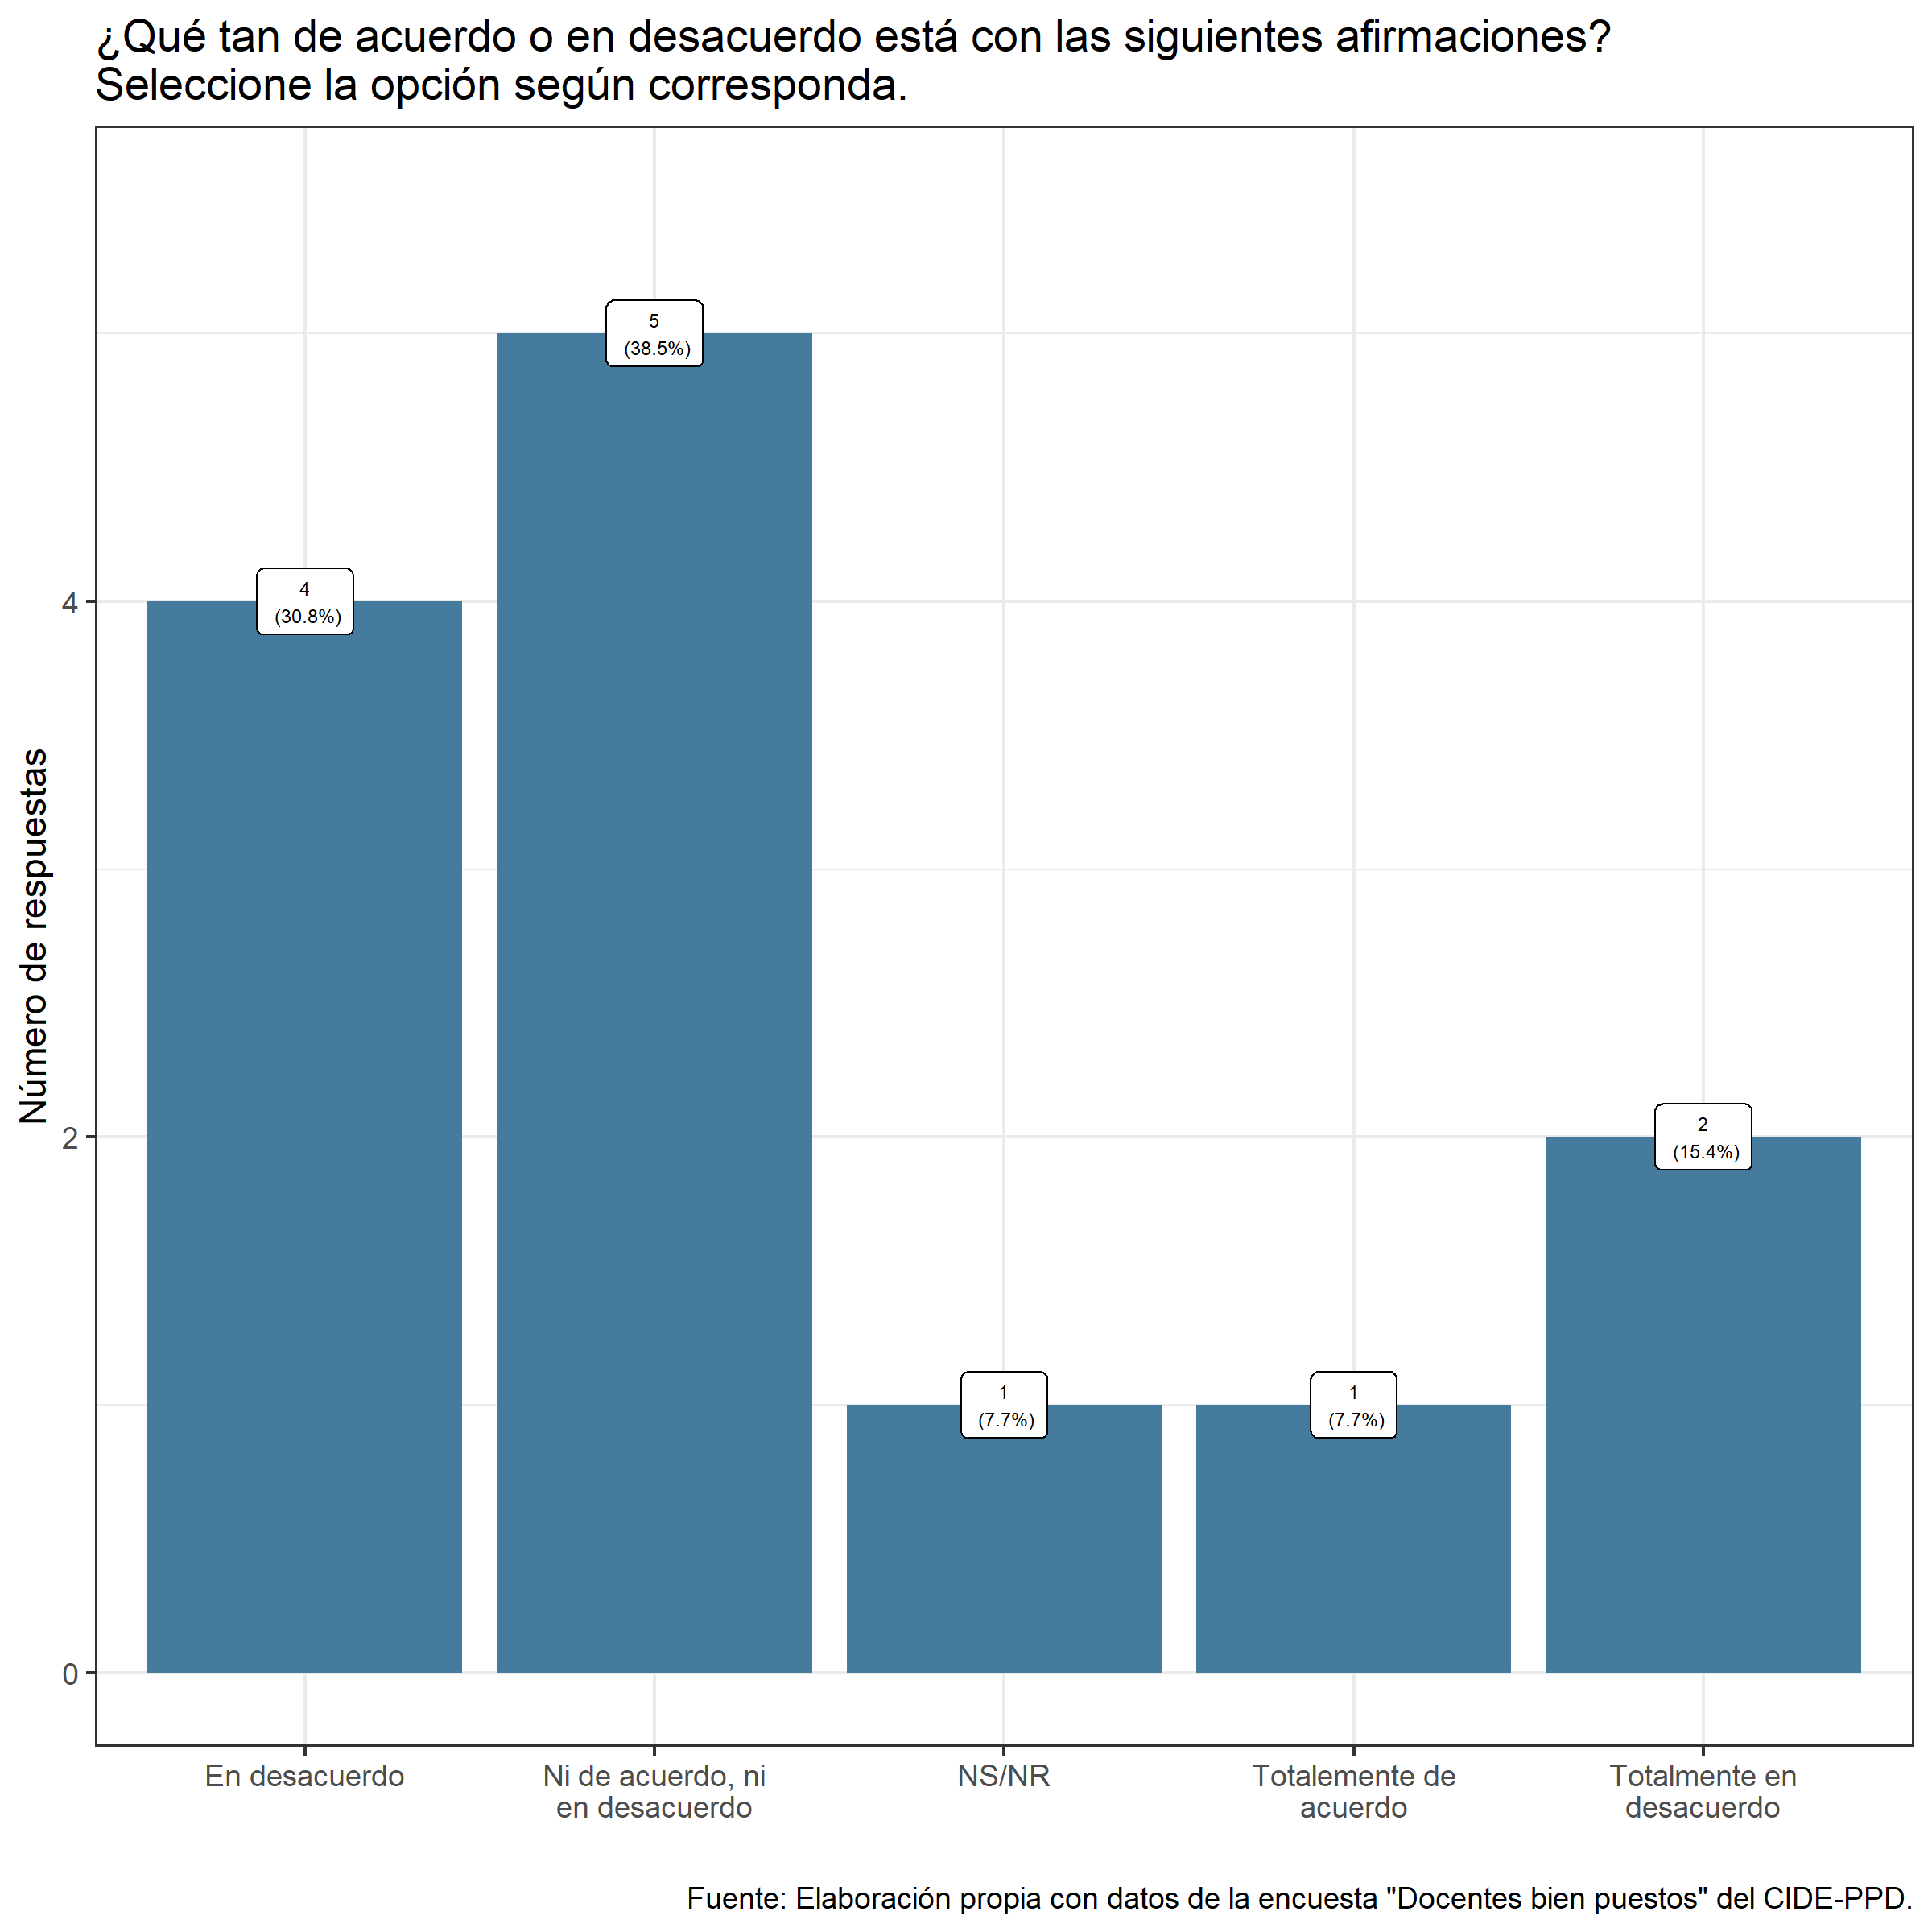 ¿Qué tan de acuerdo o en desacuerdo está con las siguientes afirmaciones?
Seleccione la opción según corresponda.
Número de respuestas
4
2
0
5
(38.5%)
4
(30.8%)
2
(15.4%)
1
(7.7%)
1
(7.7%)
En desacuerdo
Ni de acuerdo, ni
en desacuerdo
NS/NR
Totalemente de
acuerdo
Totalmente en
desacuerdo
Fuente: Elaboración propia con datos de la encuesta "Docentes bien puestos" del CIDE-PPD.